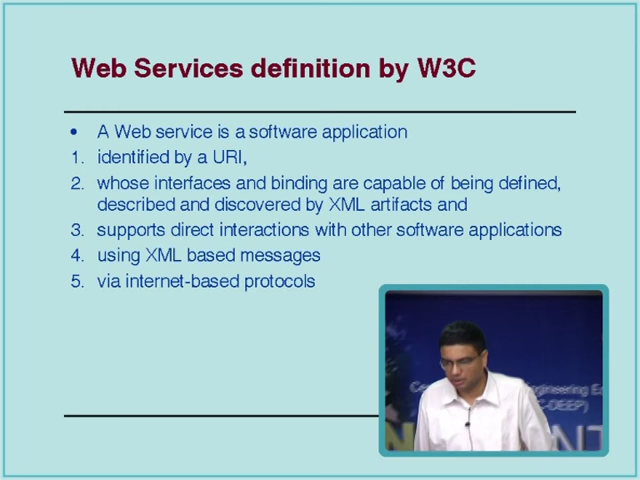 Web Services definition by W3C
• A Web service is a software application
1. identified by a URI,
2. whose interfaces and binding are capable of being defined,
described and discovered by XML artifacts and
3. supports direct interactions with other software applications
4. using XML based messages
5. via internet-based protocols
ngineering
C-DEEP)